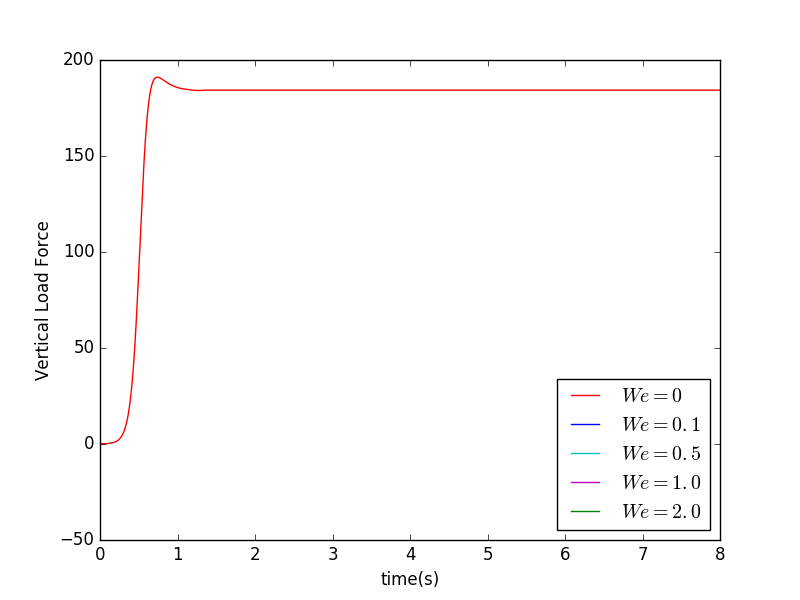 200
150
100
50
0
−50
Vertical Load Force
0 1 2 3 4 5 6 7 8
time(s)
We = 0
We = 0.1
We = 0.5
We = 1.0
We = 2.0